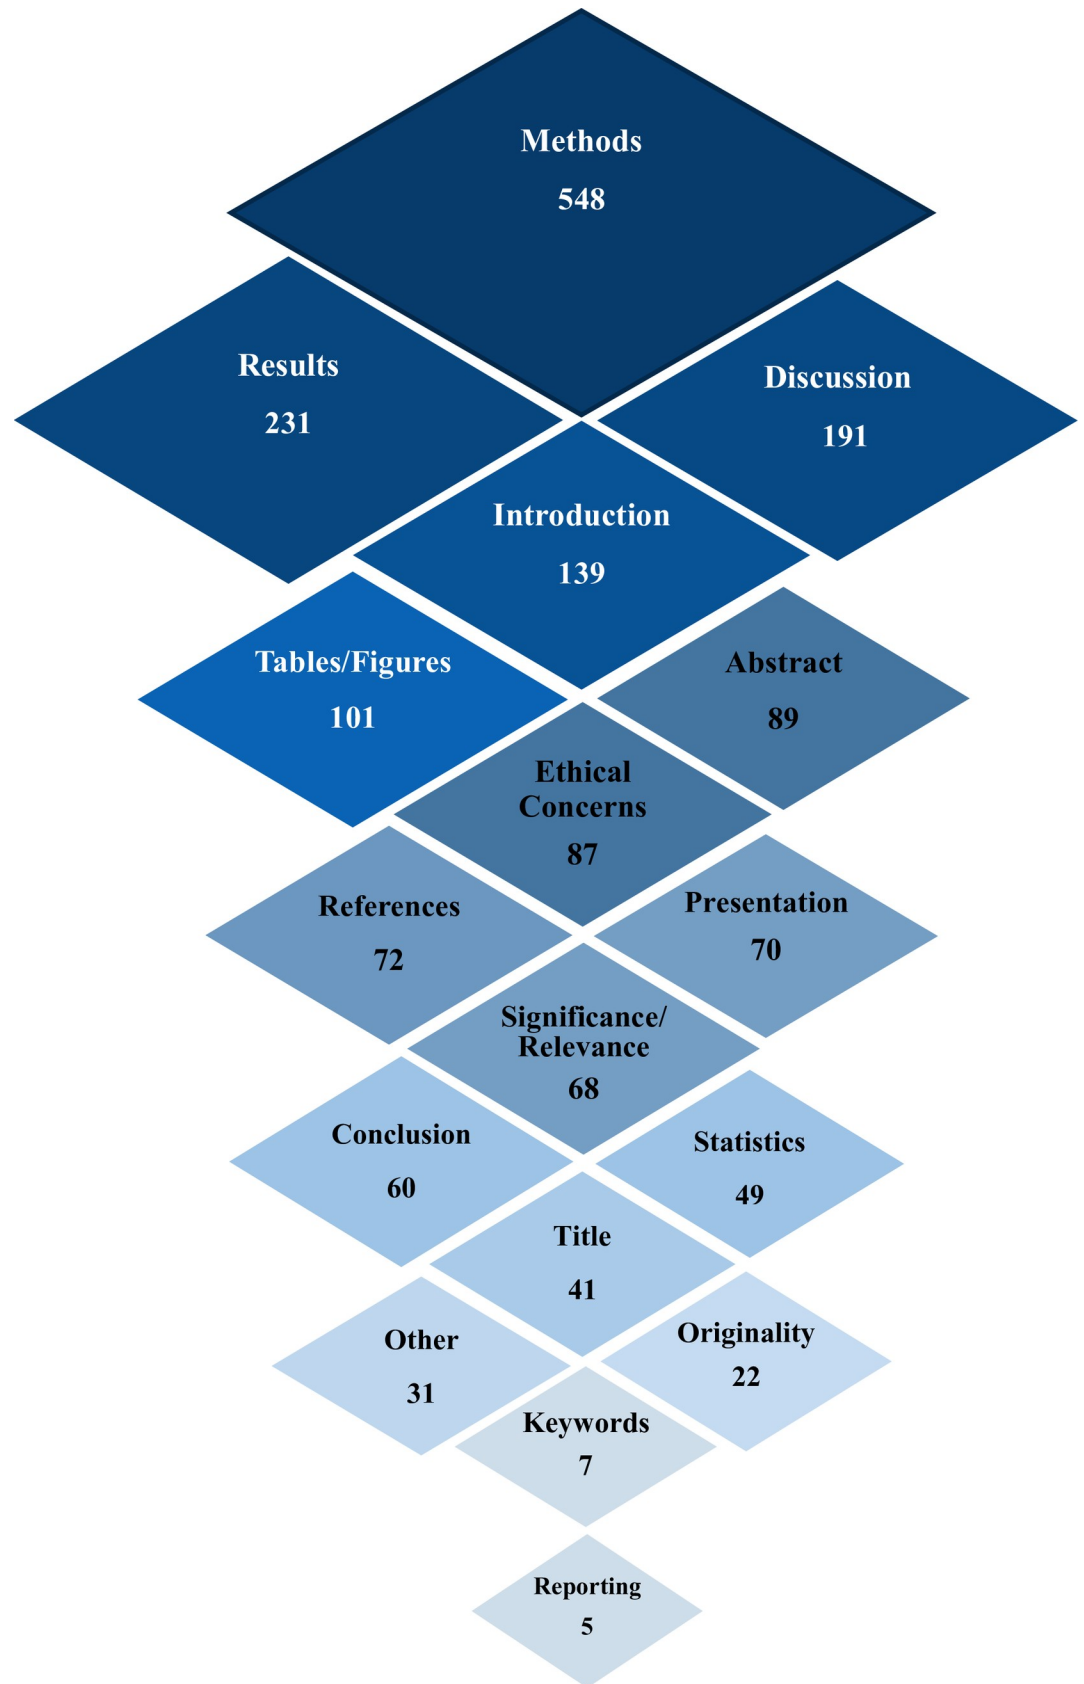 Methods
548
Results
231
Discussion
191
Introduction
139
Tables/Figures
101
Abstract
89
Ethical
Concerns
87
References
72
Presentation
70
Significance/
Relevance
68
Conclusion
60
Statistics
49
Title
41
Other
31
Originality
22
Keywords
7
Reporting
5